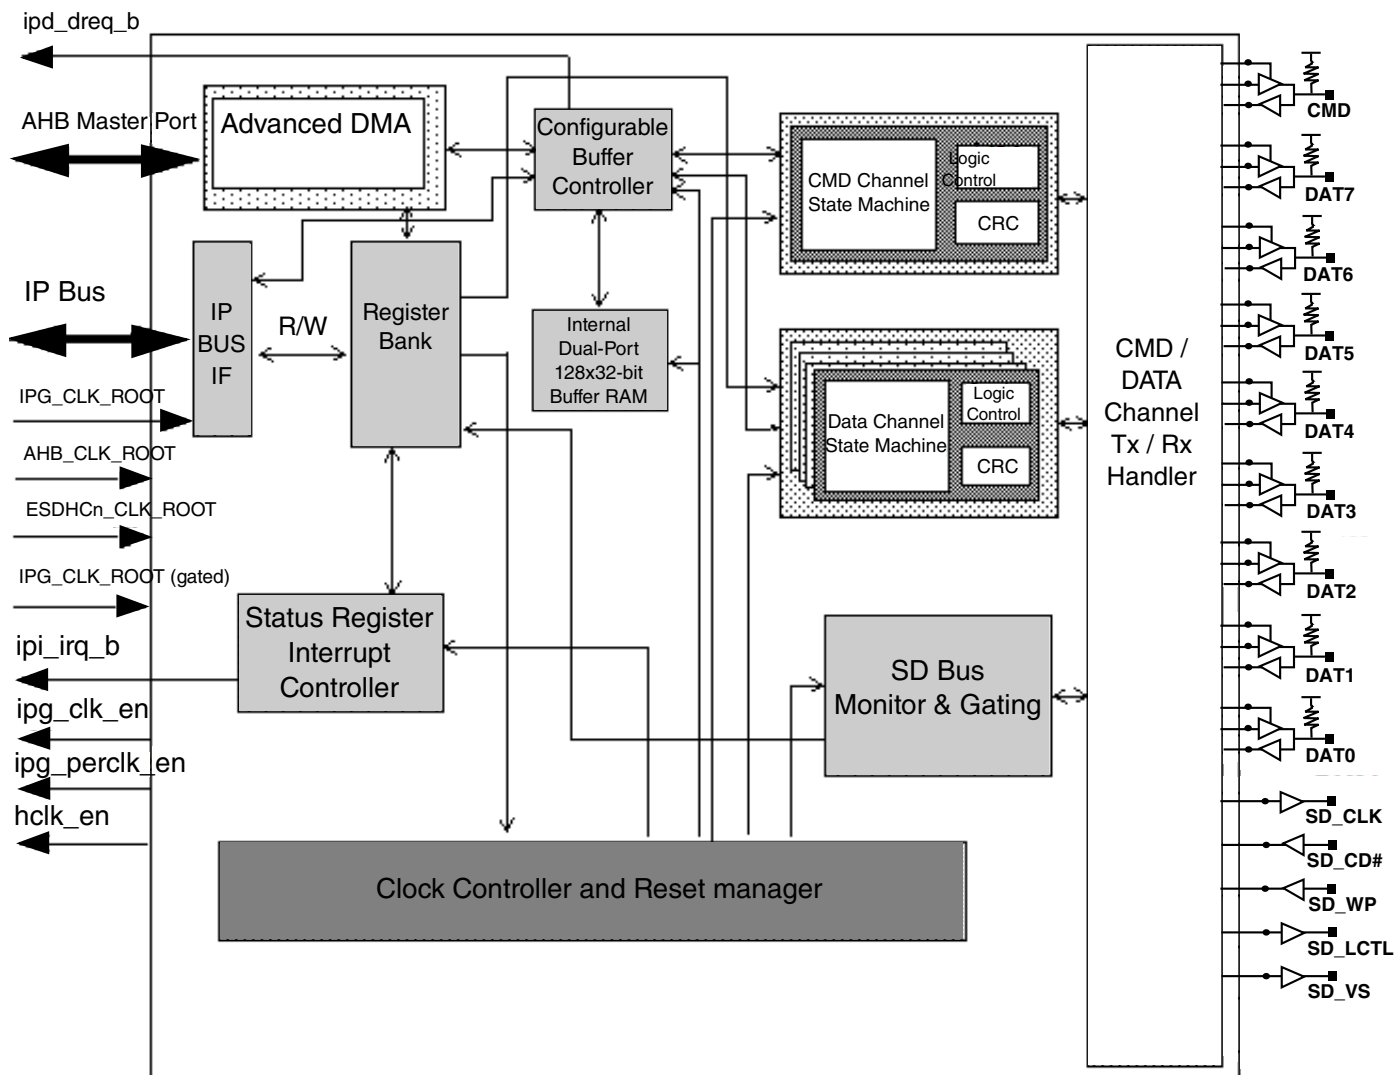 ipd_dreq_b
AHB Master Port
Advanced DMA
Configurable
Buffer
Controller
CMD Channel
State Machine
Logic
Control
CRC
IP Bus
IP
BUS
IF
R/W
Register
Bank
Internal
Dual-Port
128x32-bit
Buffer RAM
Data Channel
State Machine
Logic
Control
CRC
CMD /
DATA
Channel
Tx / Rx
Handler
IPG_CLK_ROOT
AHB_CLK_ROOT
ESDHCn_CLK_ROOT
IPG_CLK_ROOT (gated)
ipi_irq_b
ipg_clk_en
ipg_perclk_en
hclk_en
Status Register
Interrupt
Controller
SD Bus
Monitor & Gating
Clock Controller and Reset manager
CMD
DAT7
DAT6
DAT5
DAT4
DAT3
DAT2
DAT1
DAT0
SD_CLK
SD_CD#
SD_WP
SD_LCTL
SD_VS